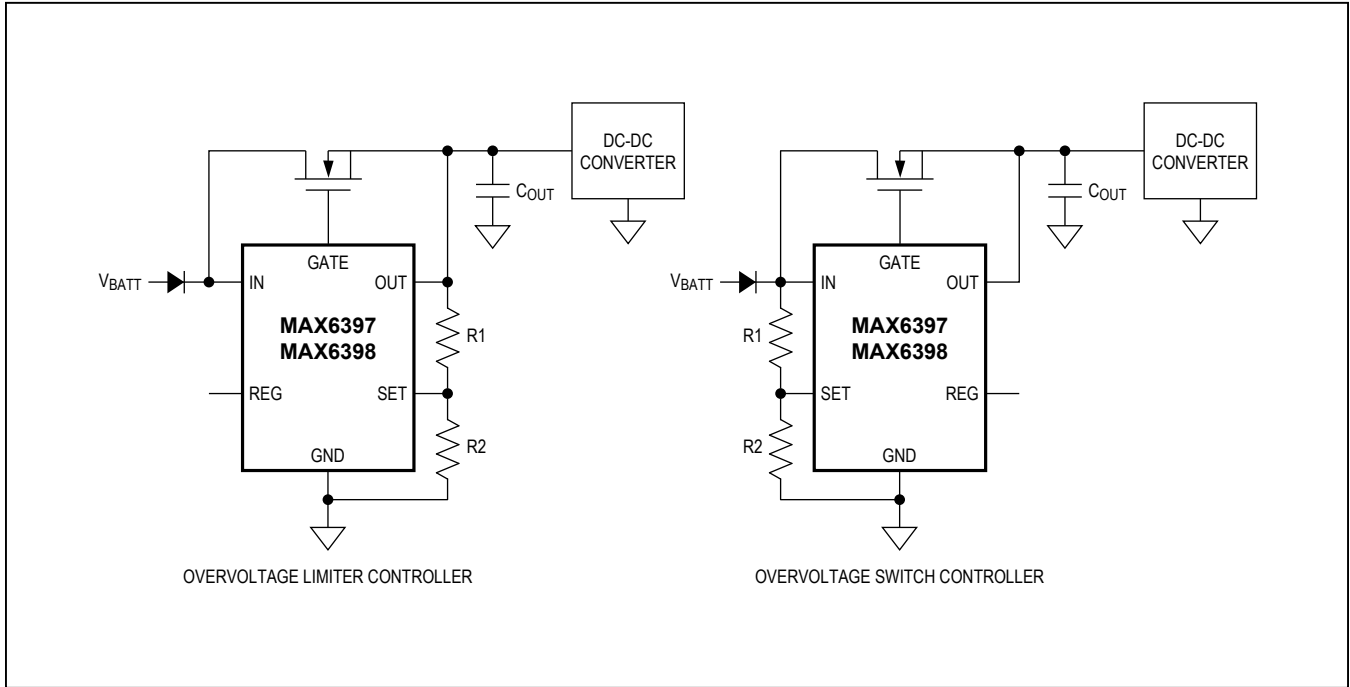 DC-DC
CONVERTER
COUT
GATE
VBATT
IN
OUT
MAX6397
MAX6398
R1
REG
SET
R2
GND
OVERVOLTAGE LIMITER CONTROLLER
DC-DC
CONVERTER
COUT
GATE
VBATT
IN
OUT
R1
MAX6397
MAX6398
SET
REG
R2
GND
OVERVOLTAGE SWITCH CONTROLLER